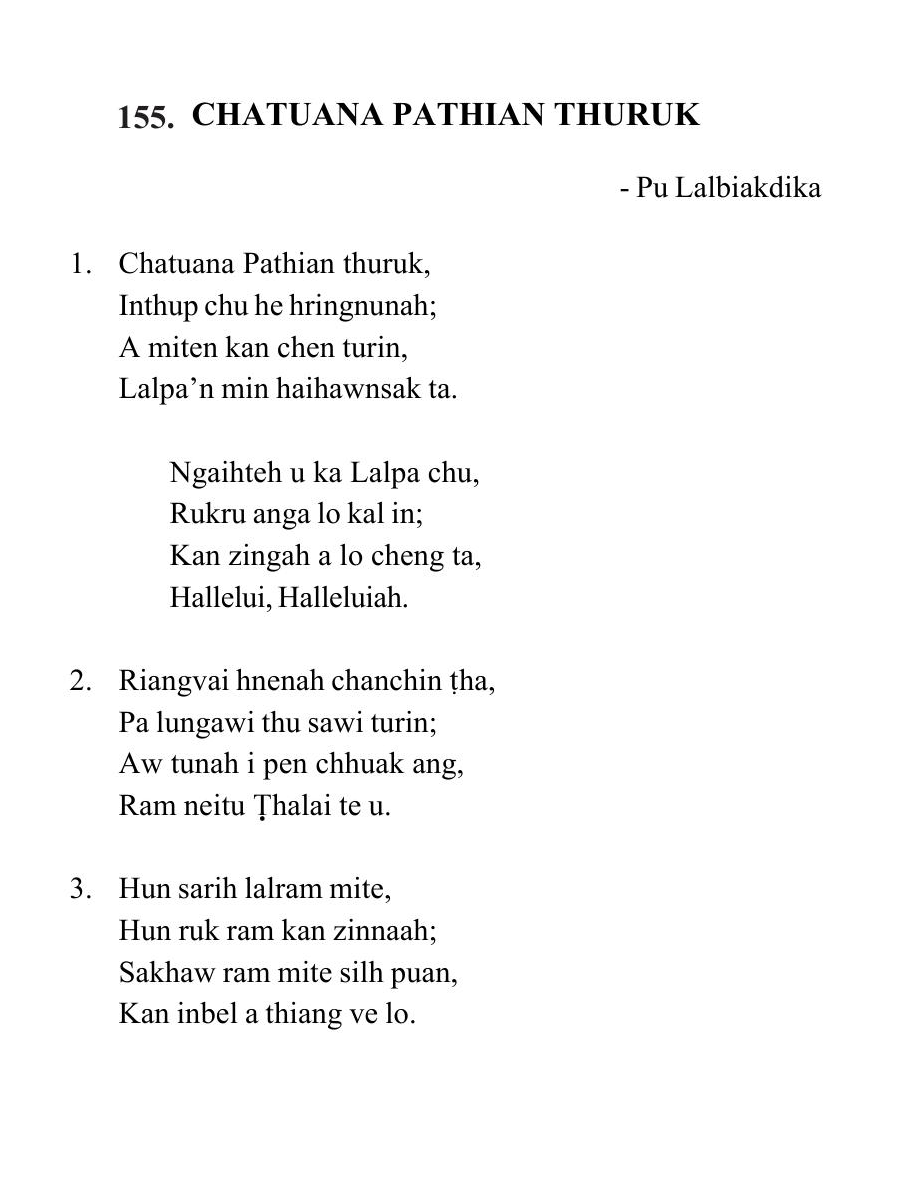 155. CHATUANA PATHIAN THURUK
- Pu Lalbiakdika
1. Chatuana Pathian thuruk,
Inthup chu he hringnunah;
A miten kan chen turin,
Lalpa’n min haihawnsak ta.
Ngaihteh u ka Lalpa chu,
Rukru anga lo kal in;
Kan zingah a lo cheng ta,
Hallelui, Halleluiah.
2. Riangvai hnenah chanchin ṭha,
Pa lungawi thu sawi turin;
Aw tunah i pen chhuak ang,
Ram neitu Ṭhalai te u.
3. Hun sarih lalram mite,
Hun ruk ram kan zinnaah;
Sakhaw ram mite silh puan,
Kan inbel a thiang ve lo.